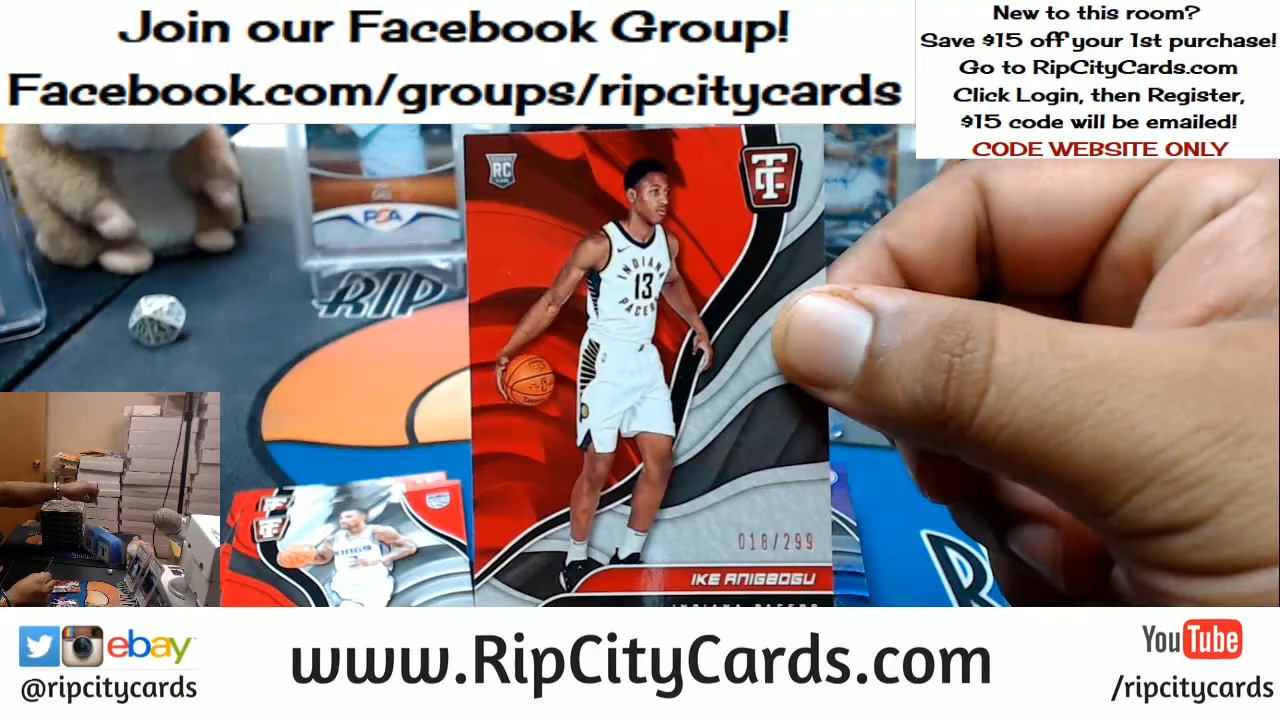 Join our Facebook Group!
Facebook.com/groups/ripcitycards
New to this room?
Save $15 off your 1st purchase!
Go to RipCityCards.com
Click Login, then Register,
$15 code will be emailed!
CODE WEBSITE ONLY
RC
TT
PSA
RIP
INDIANA
13
PACERS
KINGS
018/299
IKE ANIGBOGU
INDIANA PACERS
R
ebay
@ripcitycards
www.RipCityCards.com
YouTube
/ripcitycards